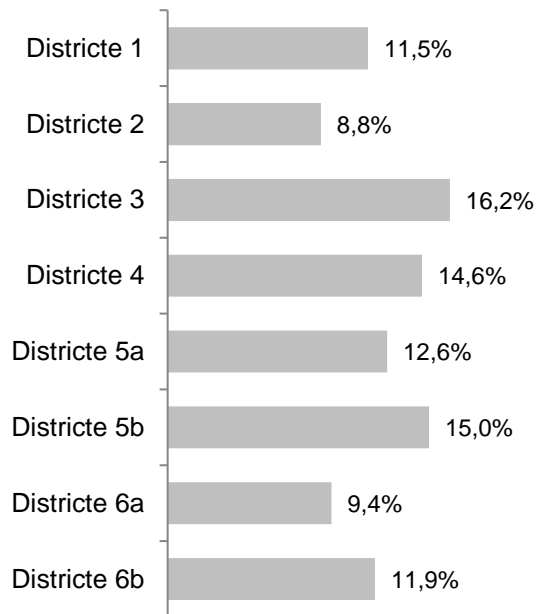 Districte 1 11,5%
Districte 2 8,8%
Districte 3 16,2%
Districte 4 14,6%
Districte 5a 12,6%
Districte 5b 15,0%
Districte 6a 9,4%
Districte 6b 11,9%